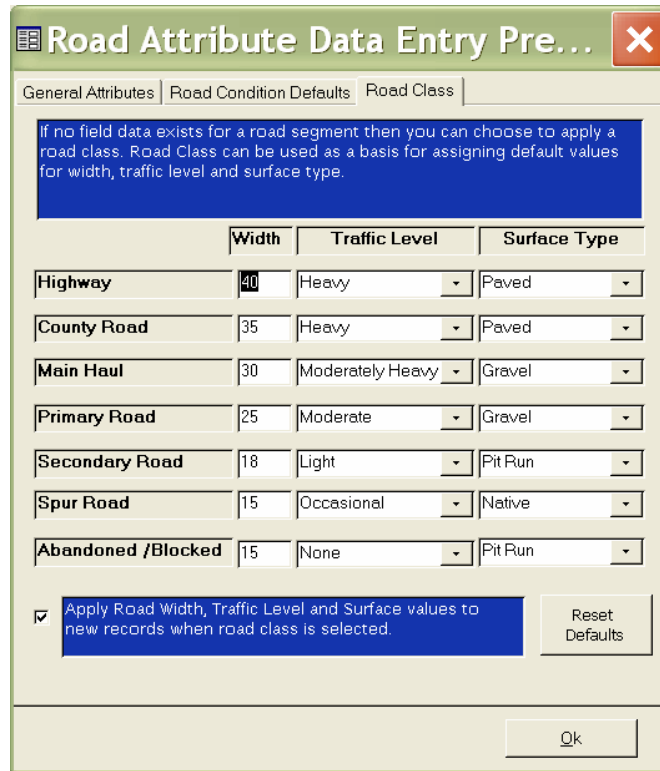 Road Attribute Data Entry Pre...
General Attributes Road Condition Defaults Road Class
If no field data exists for a road segment then you can choose to apply a
road class. Road Class can be used as a basis for assigning default values
for width, traffic level and surface type.
Width Traffic Level Surface Type
Highway 40 Heavy Paved
County Road 35 Heavy Paved
Main Haul 30 Moderately Heavy Gravel
Primary Road 25 Moderate Gravel
Secondary Road 18 Light Pit Run
Spur Road 15 Occasional Native
Abandoned /Blocked 15 None Pit Run
Apply Road Width, Traffic Level and Surface values to
new records when road class is selected.
Reset
Defaults
Ok